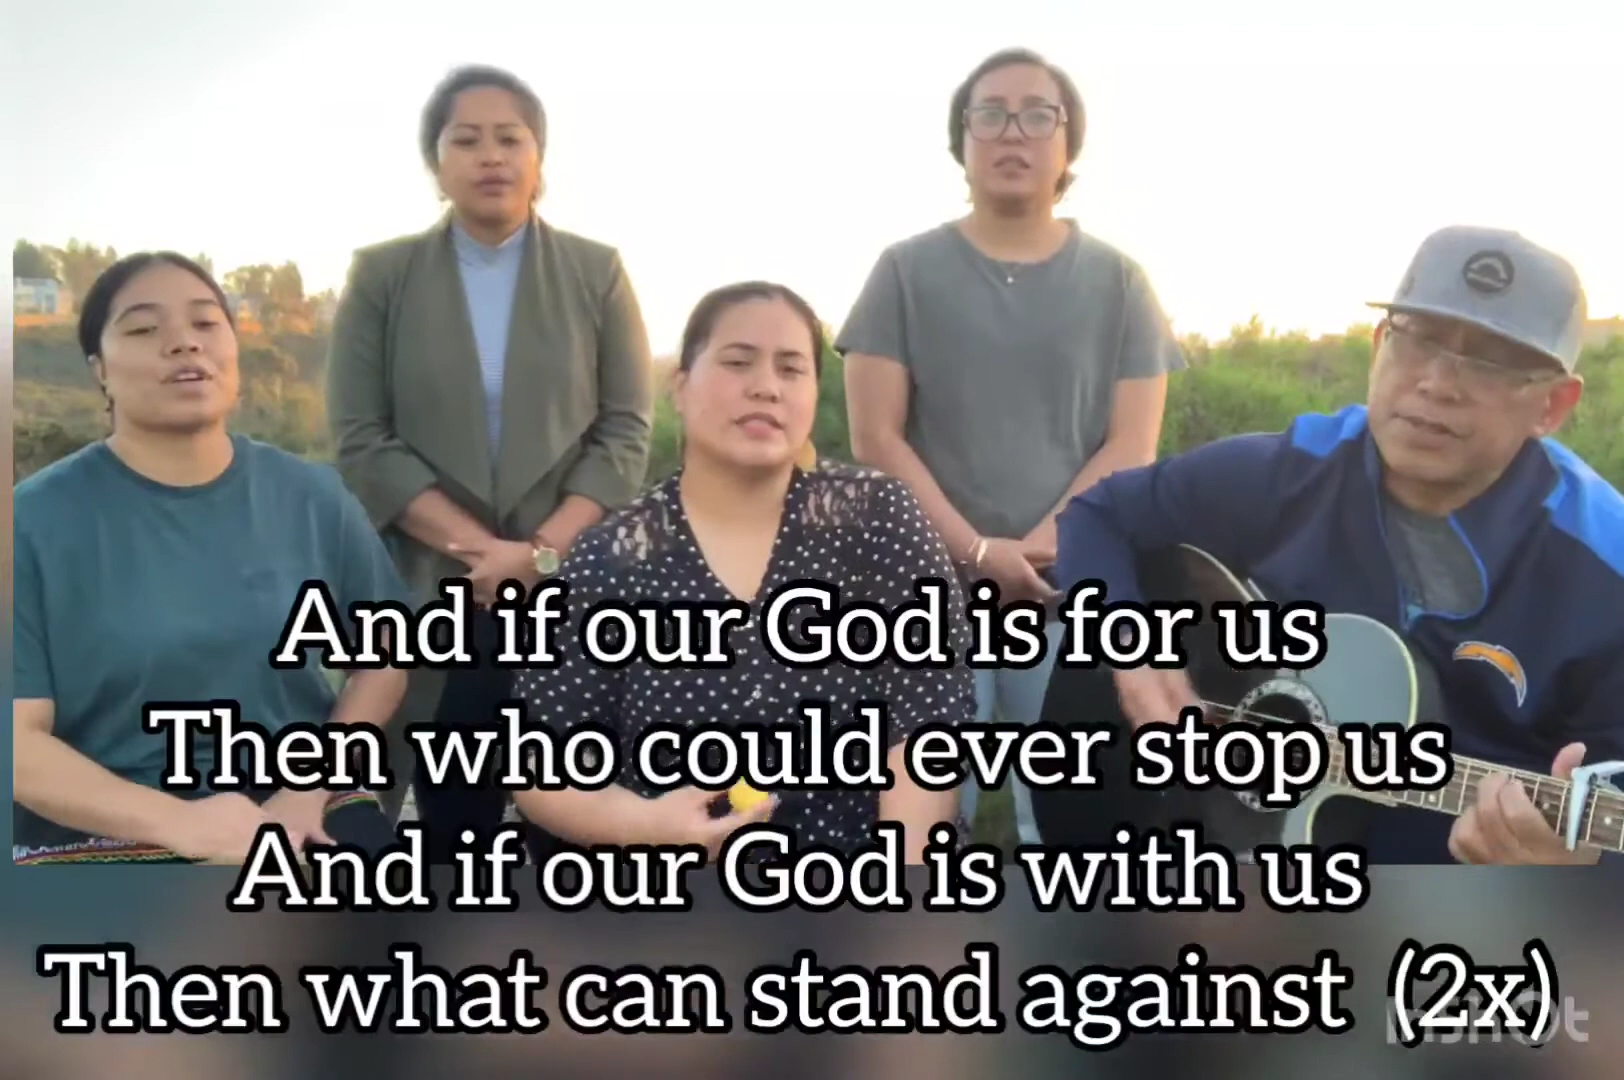 And if our God is for us
Then who could ever stop us
And if our God is with us
Then what can stand against (2x)
InShot